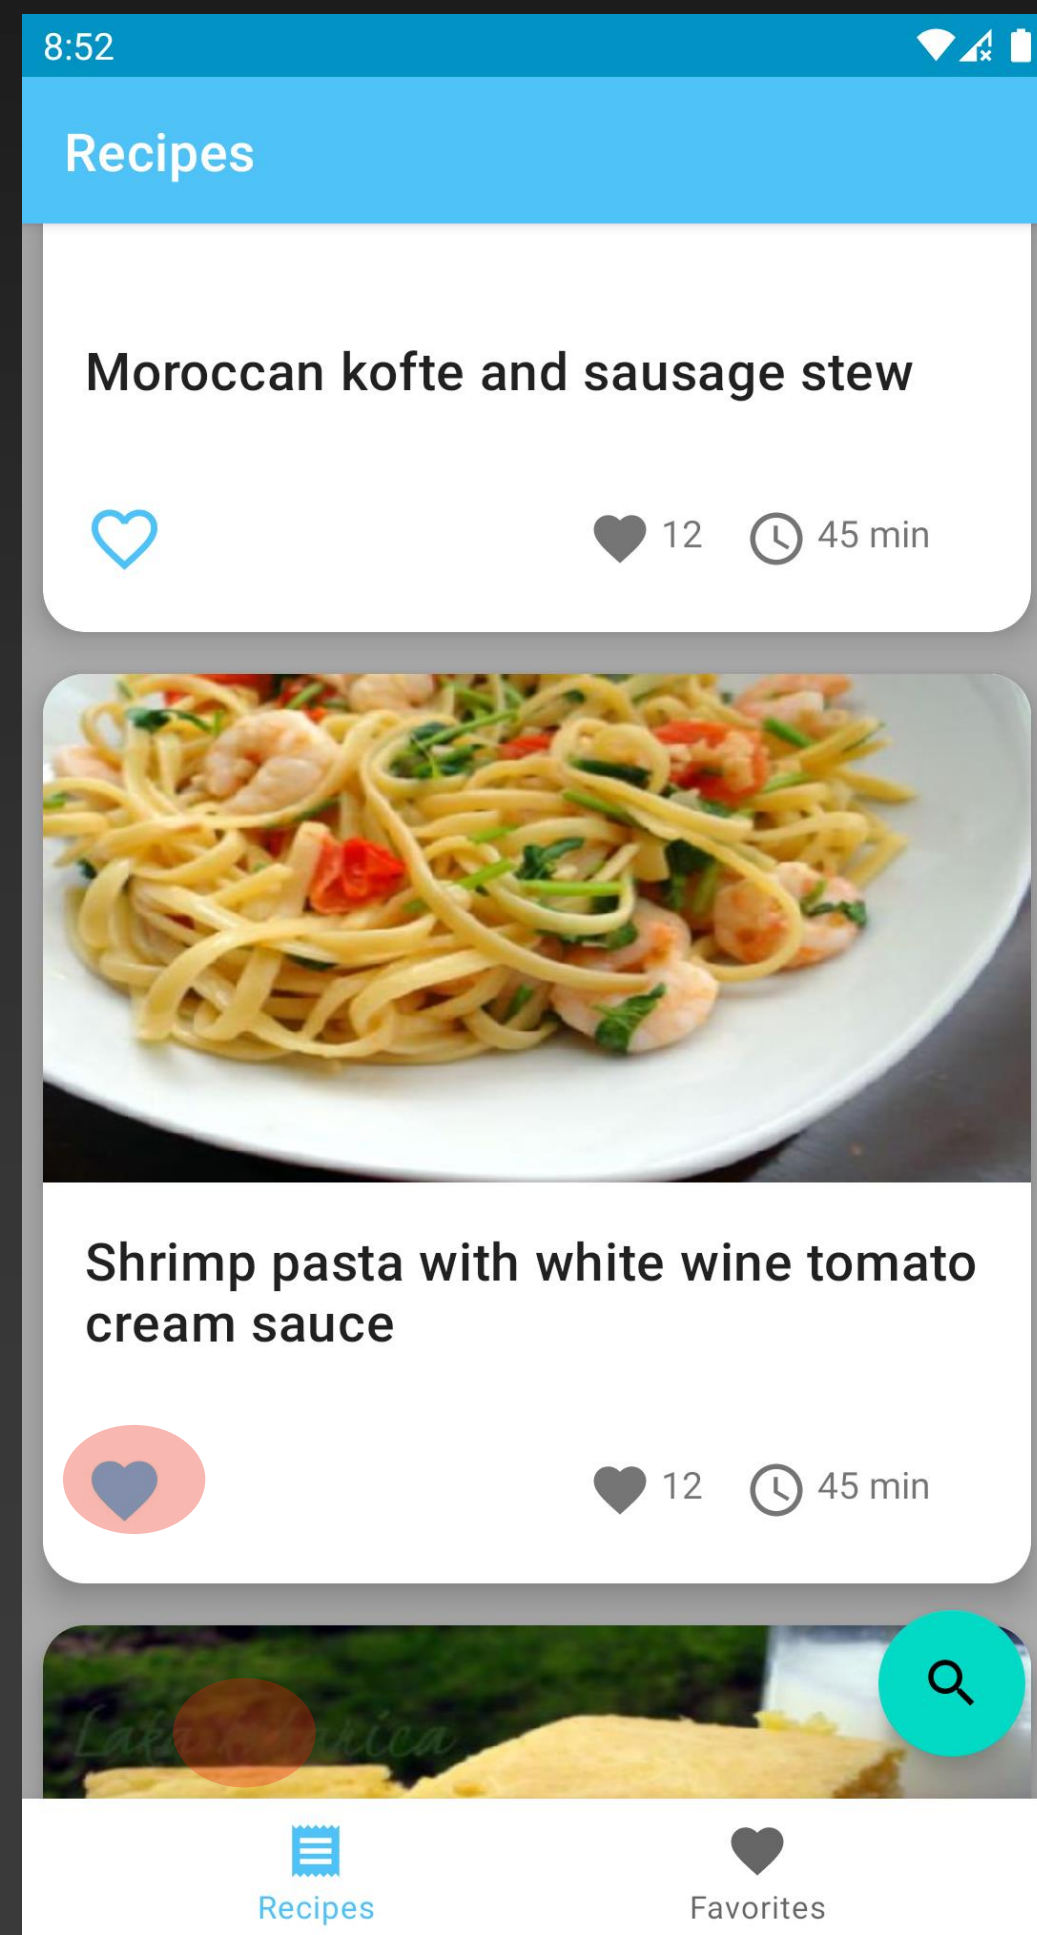 8:52
Recipes
Moroccan kofte and sausage stew
12
45 min
Shrimp pasta with white wine tomato
cream sauce
12
45 min
Recipes
Favorites